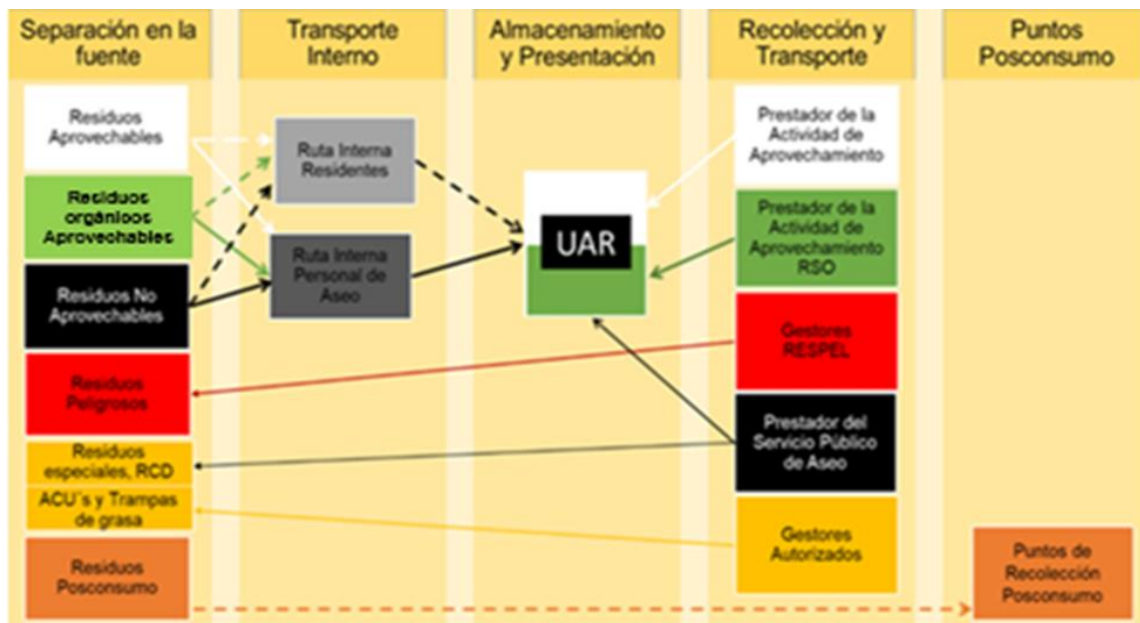 Separación en la
fuente
Transporte
Interno
Almacenamiento
y Presentación
Recolección y
Transporte
Puntos
Posconsumo
Residuos
Aprovechables
Residuos
orgánicos
Aprovechables
Residuos No
Aprovechables
Residuos
Peligrosos
Residuos
especiales, RCD
ACU´s y Trampas
de grasa
Residuos
Posconsumo
Ruta Interna
Residentes
Ruta Interna
Personal de
Aseo
UAR
Prestador de la
Actividad de
Aprovechamiento
Prestador de la
Actividad de
Aprovechamiento
RSO
Gestores
RESPEL
Prestador del
Servicio Público
de Aseo
Gestores
Autorizados
Puntos de
Recolección
Posconsumo